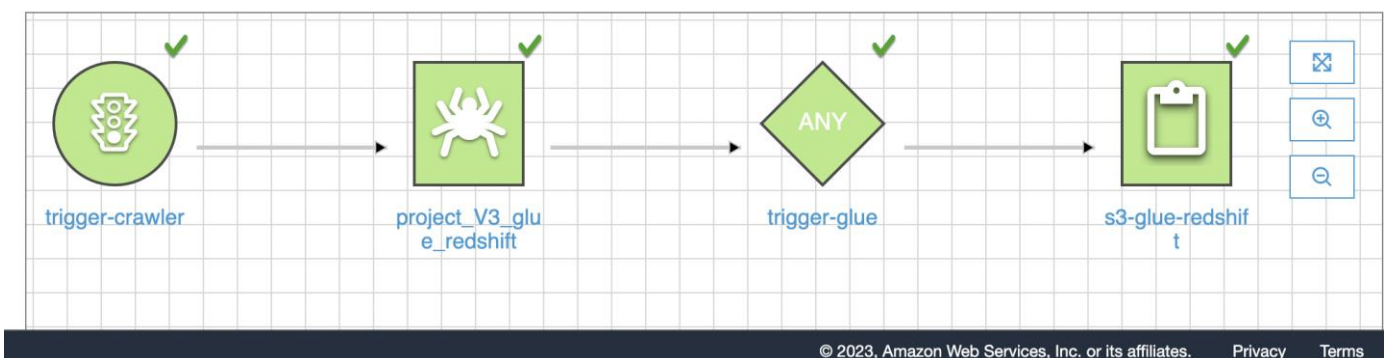 ANY
trigger-crawler
project_V3_glu
e_redshift
trigger-glue
s3-glue-redshif
t
© 2023, Amazon Web Services, Inc. or its affiliates. Privacy Terms